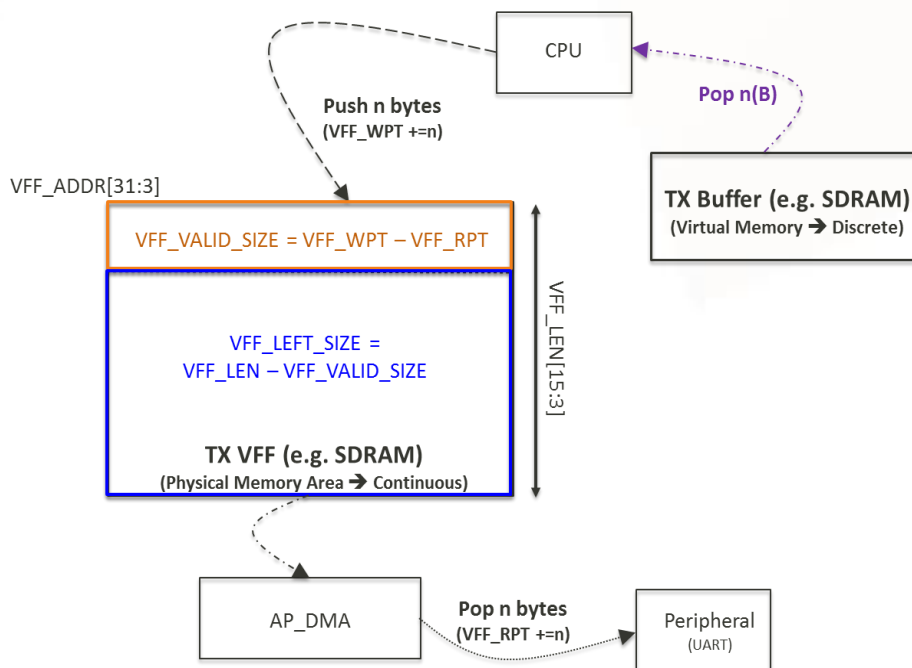 CPU
Pop n(B)
Push n bytes
(VFF_WPT +=n)
VFF_ADDR[31:3]
TX Buffer (e.g. SDRAM)
(Virtual Memory ➔ Discrete)
VFF_VALID_SIZE = VFF_WPT – VFF_RPT
VFF_LEN[15:3]
VFF_LEFT_SIZE =
VFF_LEN – VFF_VALID_SIZE
TX VFF (e.g. SDRAM)
(Physical Memory Area ➔ Continuous)
AP_DMA
Pop n bytes
(VFF_RPT +=n)
Peripheral
(UART)